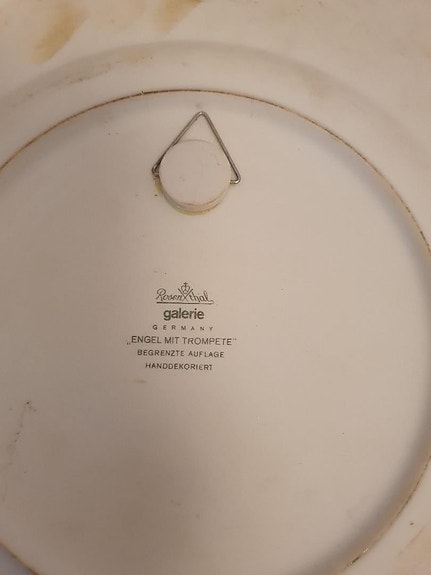 Rosenthal
galerie
GERMANY
„ENGEL MIT TROMPETE"
BEGRENZTE AUFLAGE
HANDDEKORIERT